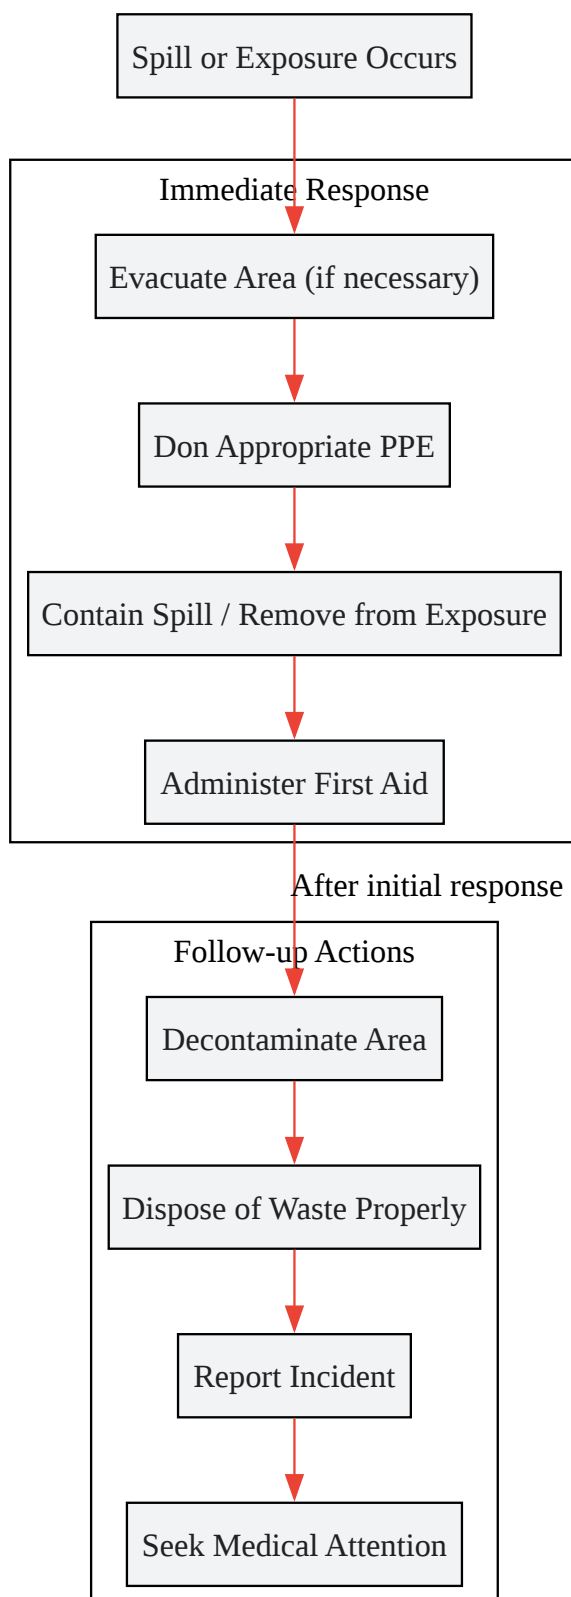 Spill or Exposure Occurs
Immediate Response
Evacuate Area (if necessary)
Don Appropriate PPE
Contain Spill / Remove from Exposure
Administer First Aid
After initial response
Follow-up Actions
Decontaminate Area
Dispose of Waste Properly
Report Incident
Seek Medical Attention